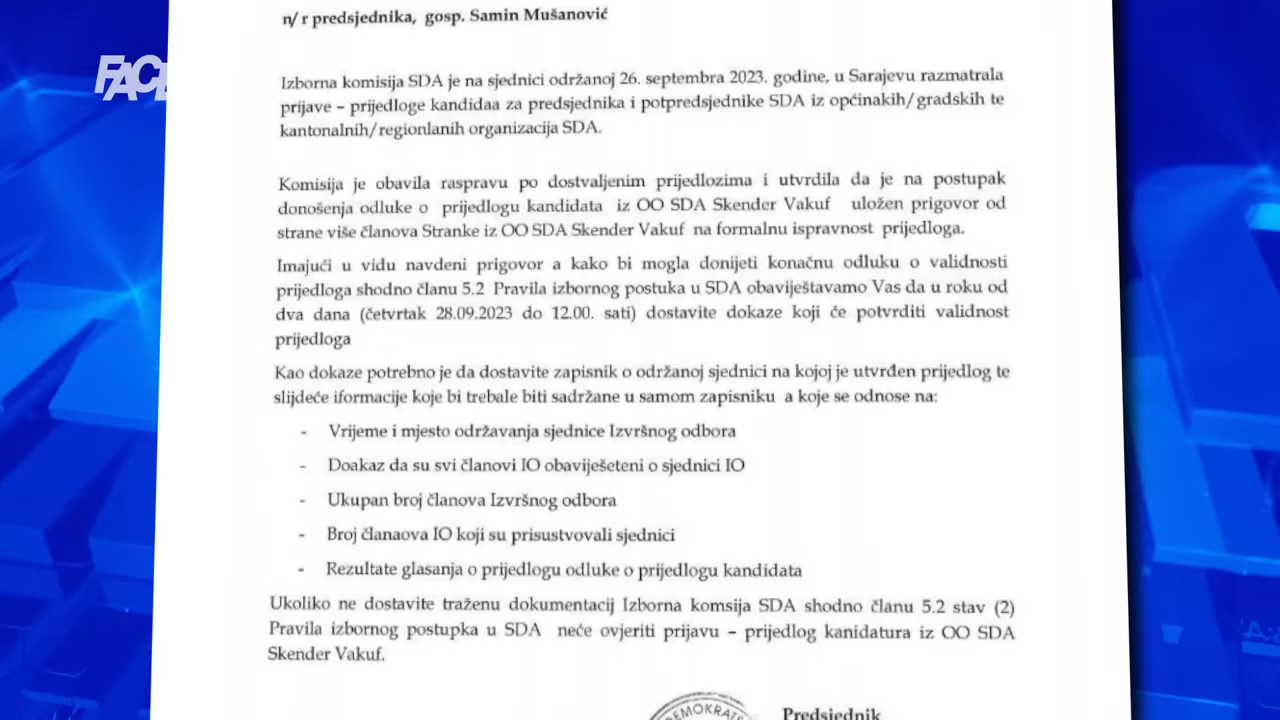 FACE
n/ r predsjednika, gosp. Samin Mušanović
Izborna komisija SDA je na sjednici održanoj 26. septembra 2023. godine, u Sarajevu razmatrala
prijave – prijedloge kandidaa za predsjednika i potpredsjednike SDA iz općinakih/gradskih te
kantonalnih/regionlanih organizacija SDA.
Komisija je obavila raspravu po dostvaljenim prijedlozima i utvrdila da je na postupak
donošenja odluke o prijedlogu kandidata iz OO SDA Skender Vakuf uložen prigovor od
strane više članova Stranke iz OO SDA Skender Vakuf na formalnu ispravnost prijedloga.
Imajući u vidu navdeni prigovor a kako bi mogla donijeti konačnu odluku o validnosti
prijedloga shodno članu 5.2 Pravila izbornog postuka u SDA obaviještavamo Vas da u roku od
dva dana (četvrtak 28.09.2023 do 12.00. sati) dostavite dokaze koji će potvrditi validnost
prijedloga
Kao dokaze potrebno je da dostavite zapisnik o održanoj sjednici na kojoj je utvrđen prijedlog te
slijdeće iformacije koje bi trebale biti sadržane u samom zapisniku a koje se odnose na:
- Vrijeme i mjesto održavanja sjednice Izvršnog odbora
- Doakaz da su svi članovi IO obaviješeteni o sjednici IO
- Ukupan broj članova Izvršnog odbora
- Broj članaova IO koji su prisustvovali sjednici
- Rezultate glasanja o prijedlogu odluke o prijedlogu kandidata
Ukoliko ne dostavite traženu dokumentacij Izborna komsija SDA shodno članu 5.2 stav (2)
Pravila izbornog postupka u SDA neće ovjeriti prijavu – prijedlog kanidatura iz OO SDA
Skender Vakuf.
Predsjednik